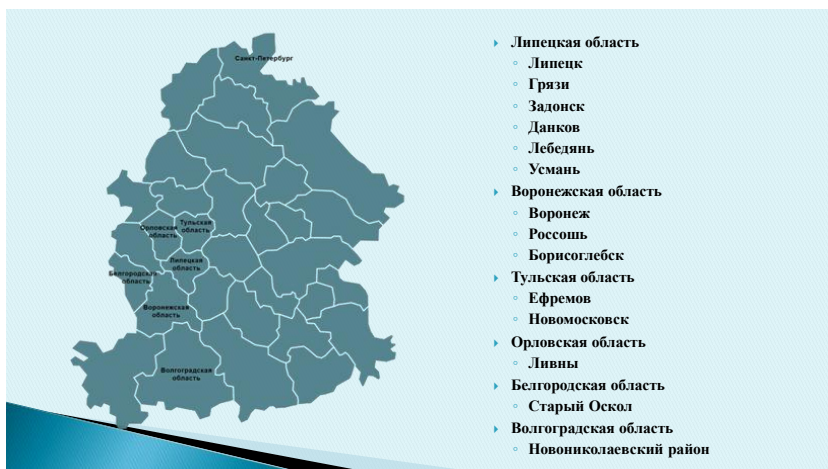 Санкт-Петербург
Тульская
область
Орловская
область
Липецкая
область
Белгородская
область
Воронежская
область
Волгоградская
область
Липецкая область
Липецк
Грязи
Задонск
Данков
Лебедянь
Усмань
Воронежская область
Воронеж
Россошь
Борисоглебск
Тульская область
Ефремов
Новомосковск
Орловская область
Ливны
Белгородская область
Старый Оскол
Волгоградская область
Новониколаевский район